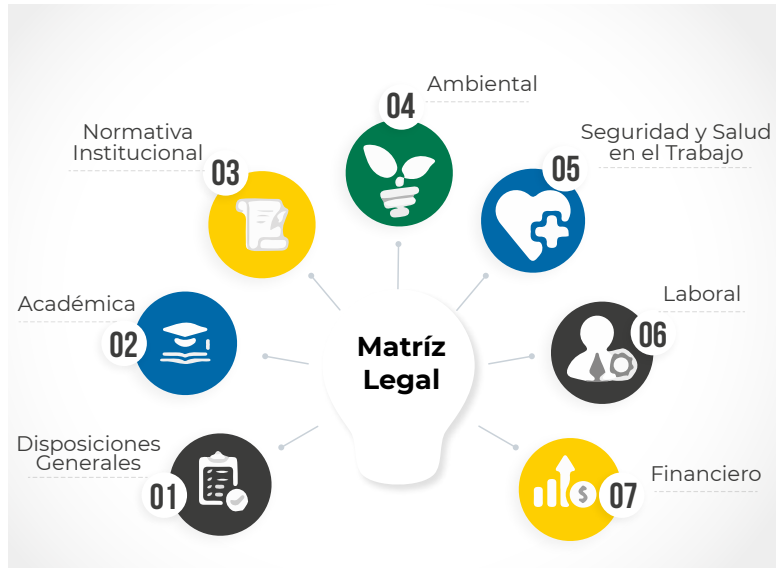 Matríz
Legal
Disposiciones
Generales
01
Académica
02
Normativa
Institucional
03
Ambiental
04
Seguridad y Salud
en el Trabajo
05
Laboral
06
Financiero
07
$